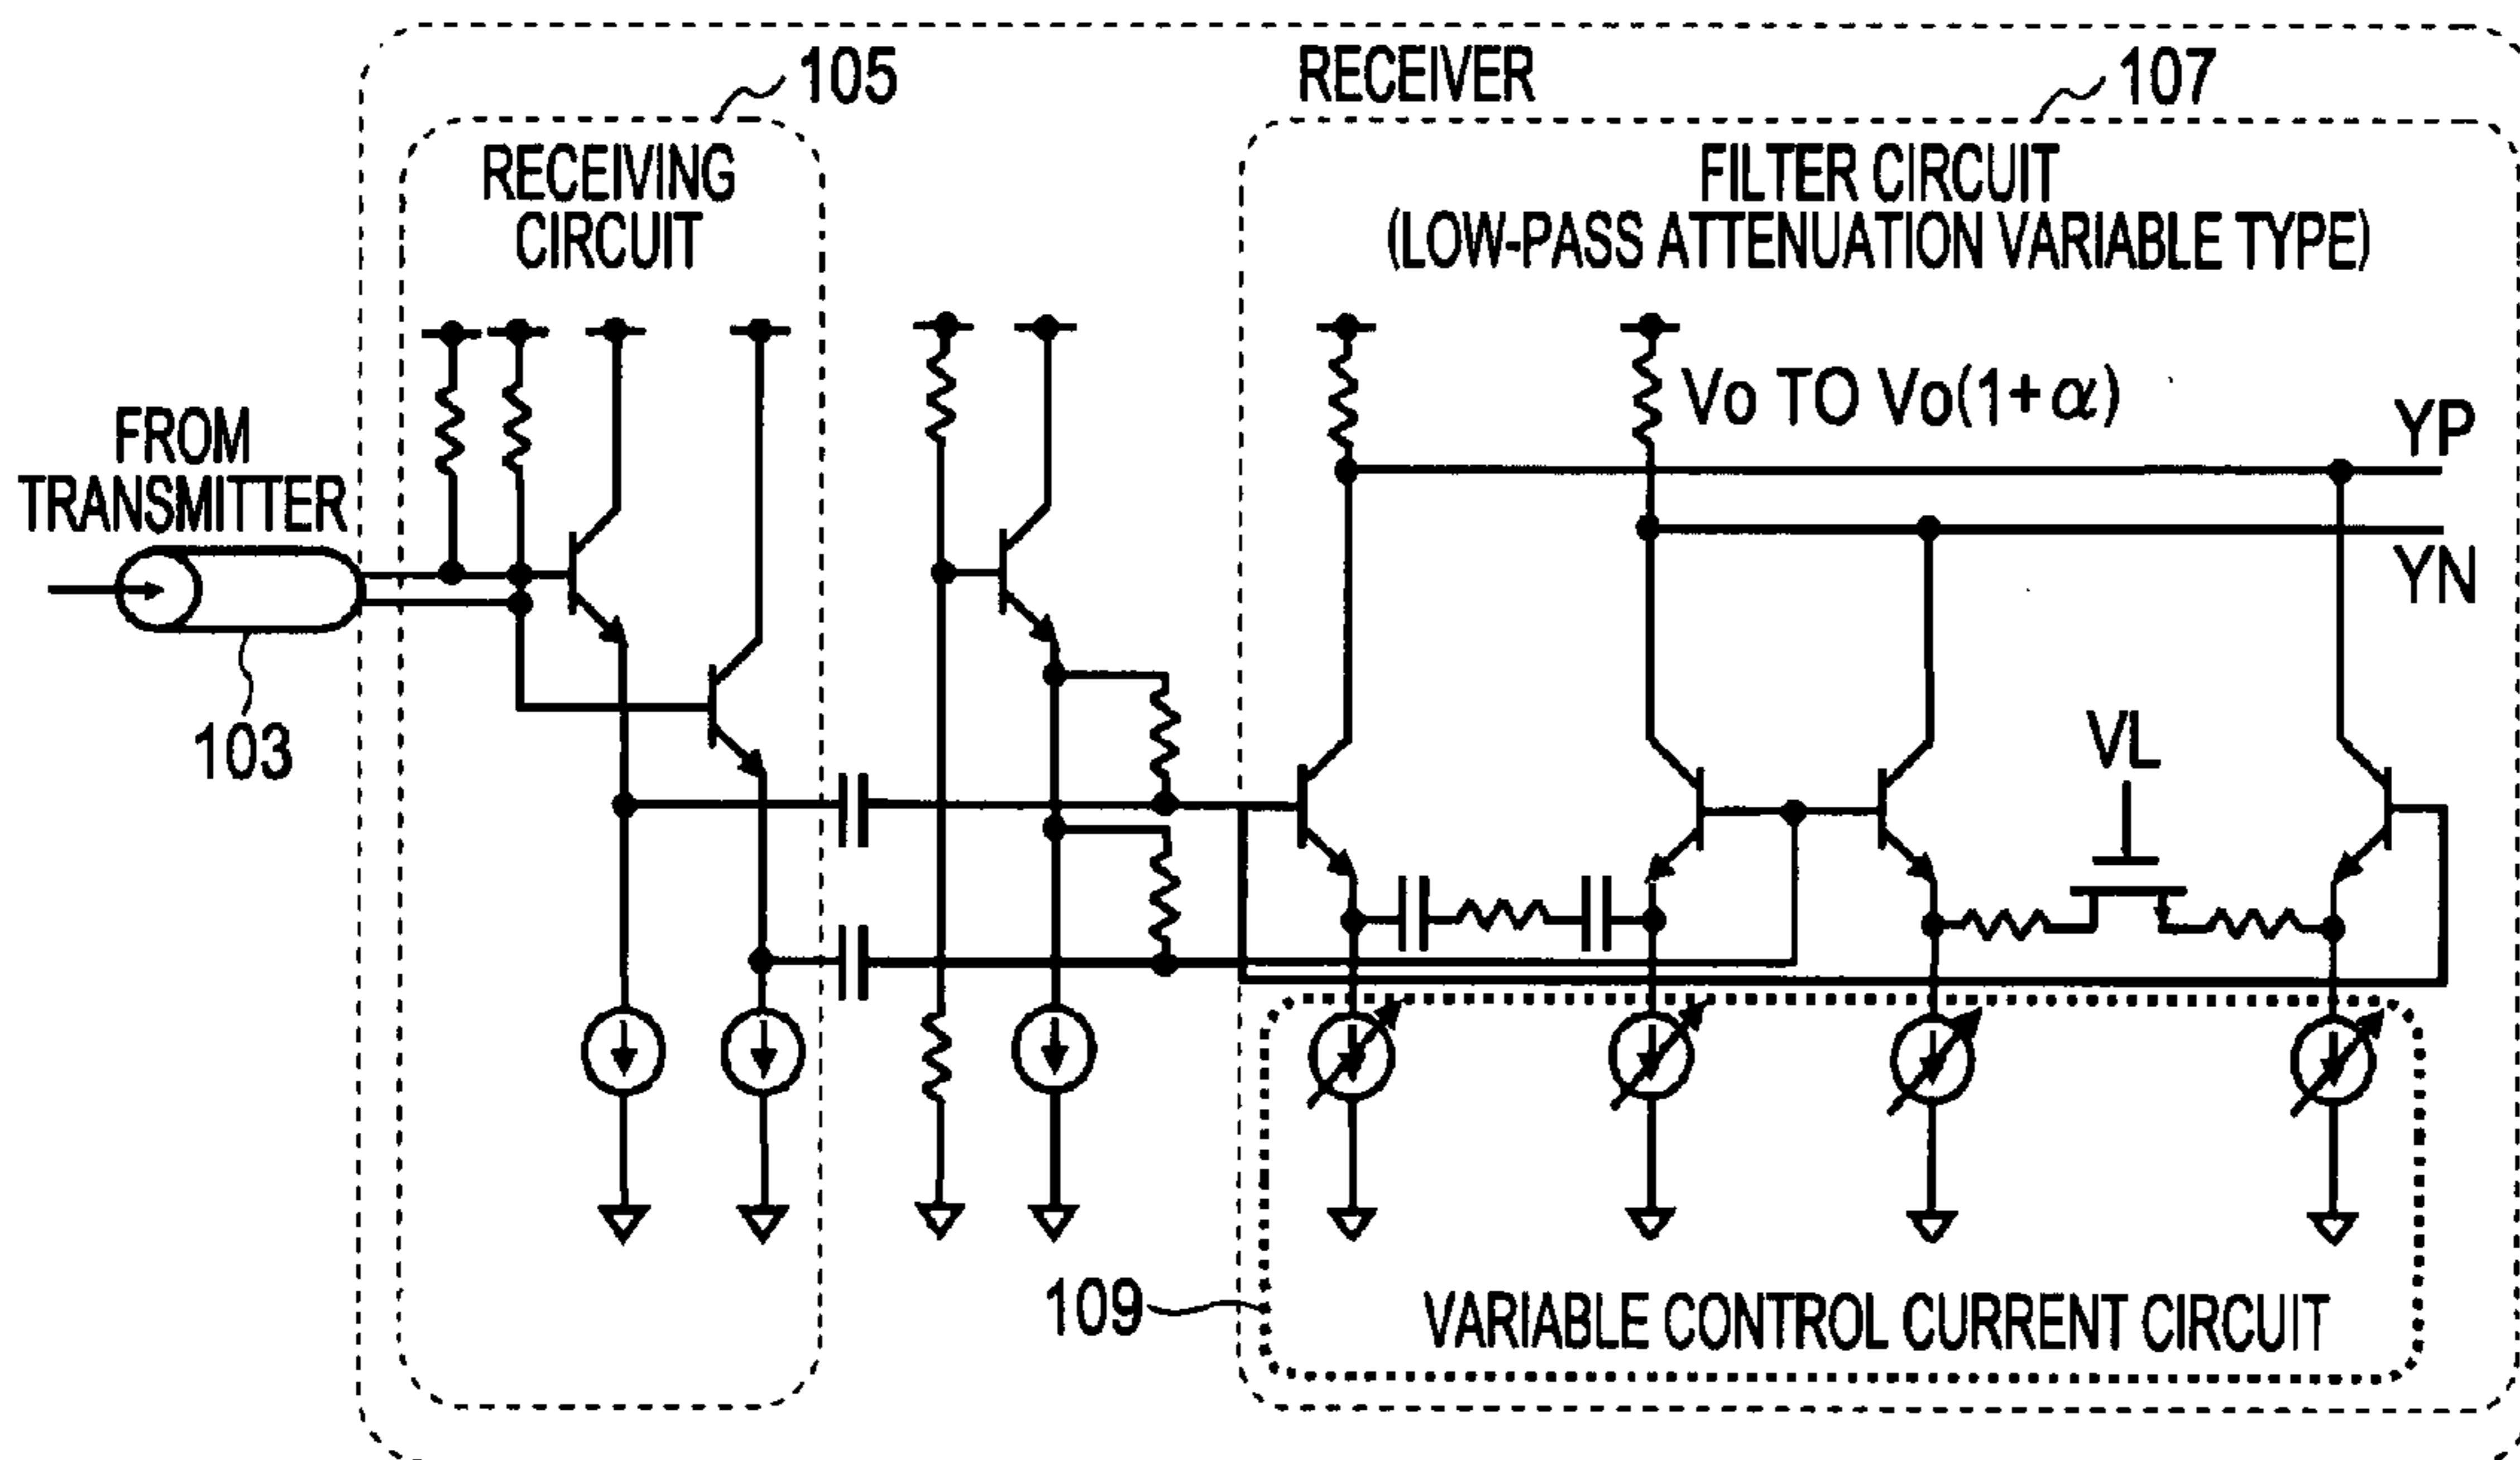 RECEIVER
105
107
RECEIVING
CIRCUIT
FILTER CIRCUIT
(LOW-PASS ATTENUATION VARIABLE TYPE)
FROM
TRANSMITTER
103
Vo TO Vo(1+α)
YP
YN
VL
109
VARIABLE CONTROL CURRENT CIRCUIT